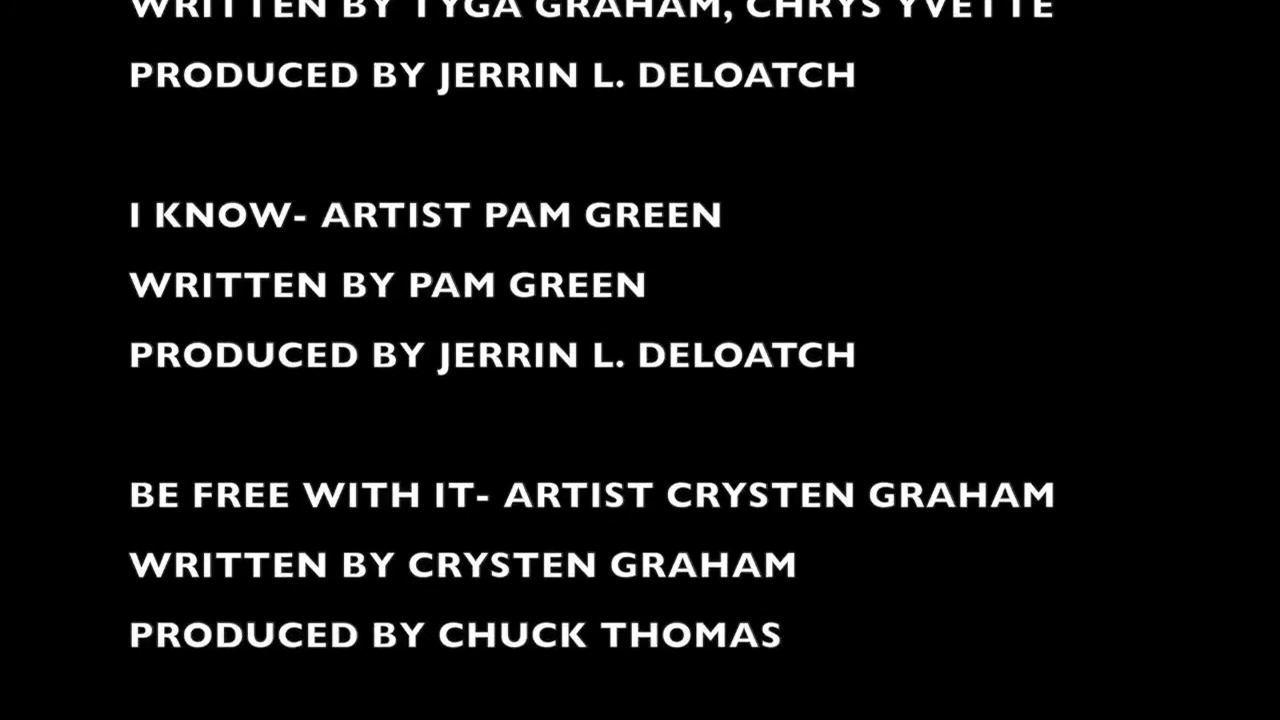 WRITTEN BY TYGA GRAHAM, CHRYS YVETTE
PRODUCED BY JERRIN L. DELOATCH
I KNOW- ARTIST PAM GREEN
WRITTEN BY PAM GREEN
PRODUCED BY JERRIN L. DELOATCH
BE FREE WITH IT- ARTIST CRYSTEN GRAHAM
WRITTEN BY CRYSTEN GRAHAM
PRODUCED BY CHUCK THOMAS